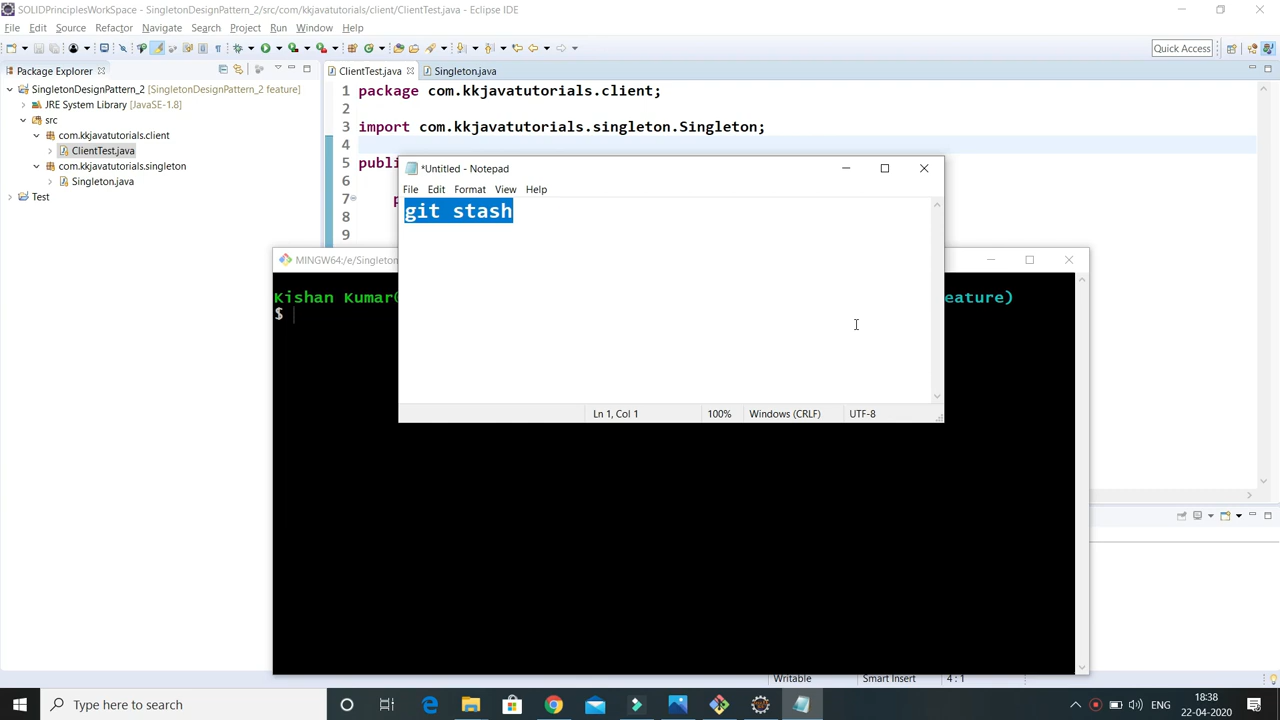 SOLIDPrinciplesWorkSpace - SingletonDesignPattern_2/src/com/kkjavatutorials/client/ClientTest.java - Eclipse IDE
File Edit Source Refactor Navigate Search Project Run Window Help
Quick Access
Package Explorer
ClientTest.java
Singleton.java
SingletonDesignPattern_2 [SingletonDesignPattern_2 feature]
JRE System Library [JavaSE-1.8]
src
com.kkjavatutorials.client
ClientTest.java
com.kkjavatutorials.singleton
Singleton.java
Test
1 package com.kkjavatutorials.client;
2
3 import com.kkjavatutorials.singleton.Singleton;
4
5 publi
6
7
8
9
*Untitled - Notepad
File Edit Format View Help
git stash
Ln 1, Col 1
100%
Windows (CRLF)
UTF-8
MINGW64:/e/Singleton
Kishan Kumar
eature)
$
Writable
Smart Insert
4 : 1
Type here to search
ENG
18:38
22-04-2020